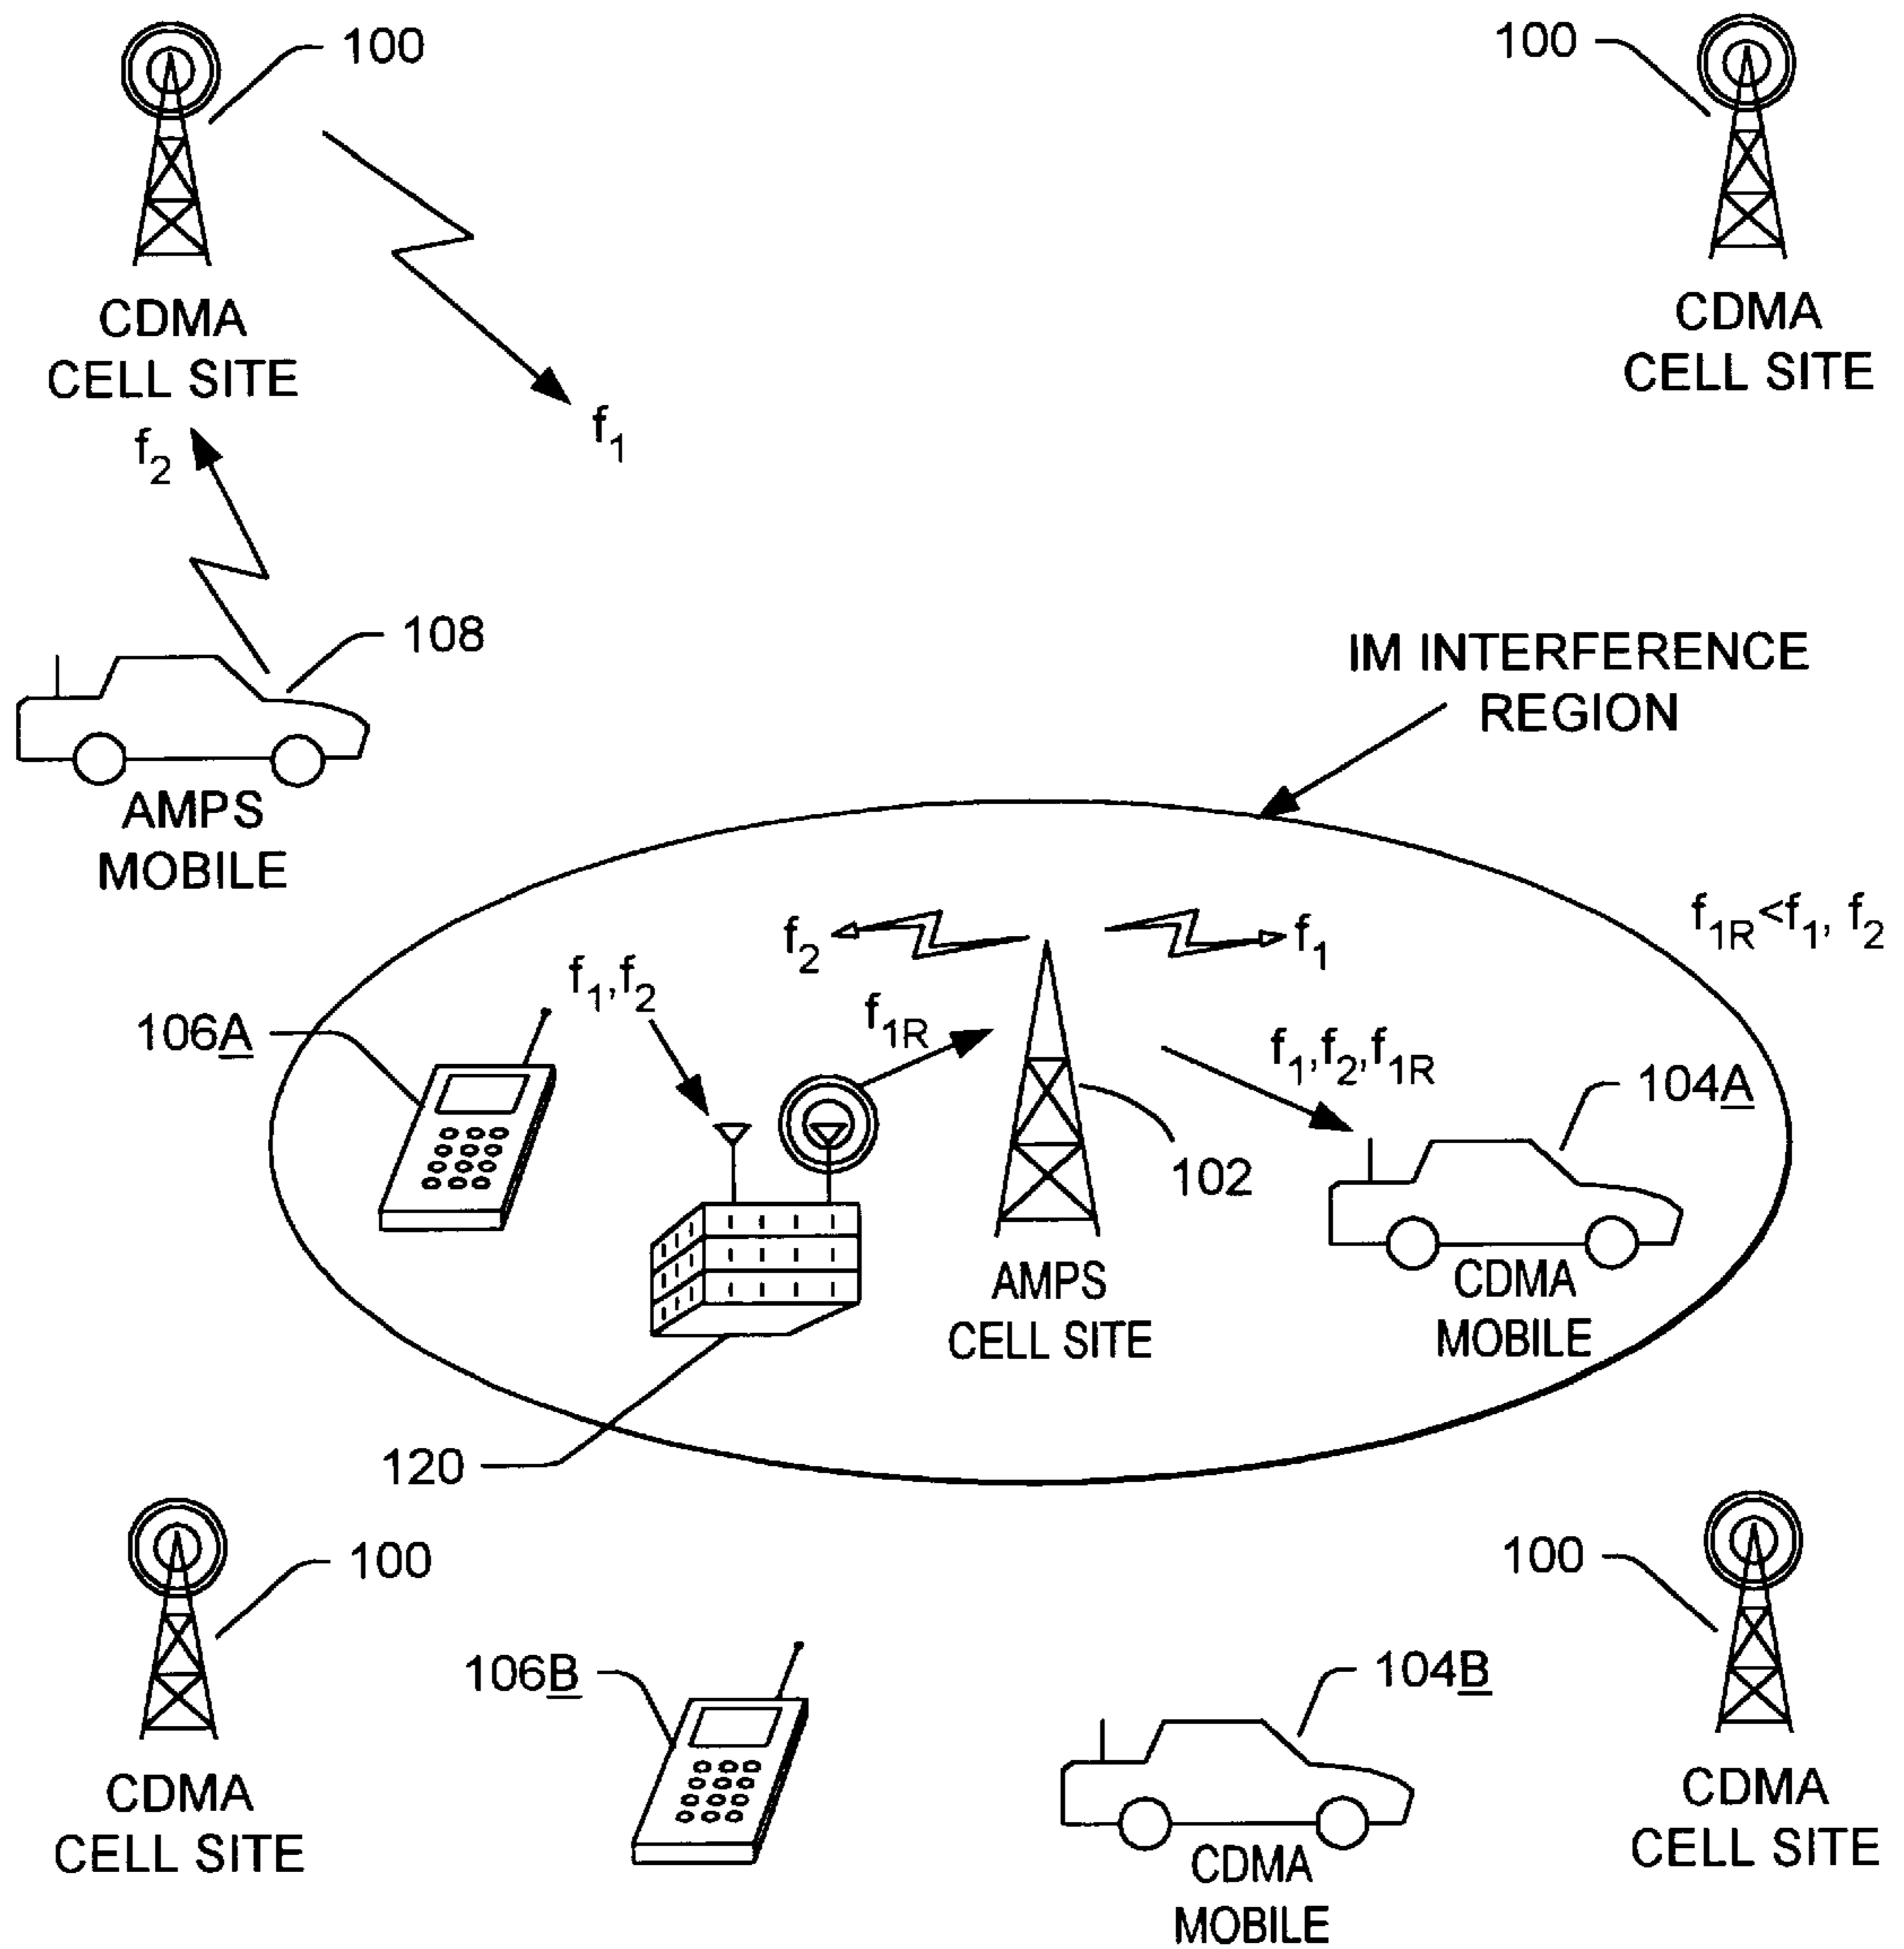 100
100
CDMA
CELL SITE
CDMA
CELL SITE
f1
f2
108
AMPS
MOBILE
IM INTERFERENCE
REGION
f1R<f1, f2
f2
f1
f1,f2
f1R
f1,f2,f1R
106A
104A
102
AMPS
CELL SITE
CDMA
MOBILE
120
100
100
CDMA
CELL SITE
106B
104B
CDMA
MOBILE
CDMA
CELL SITE